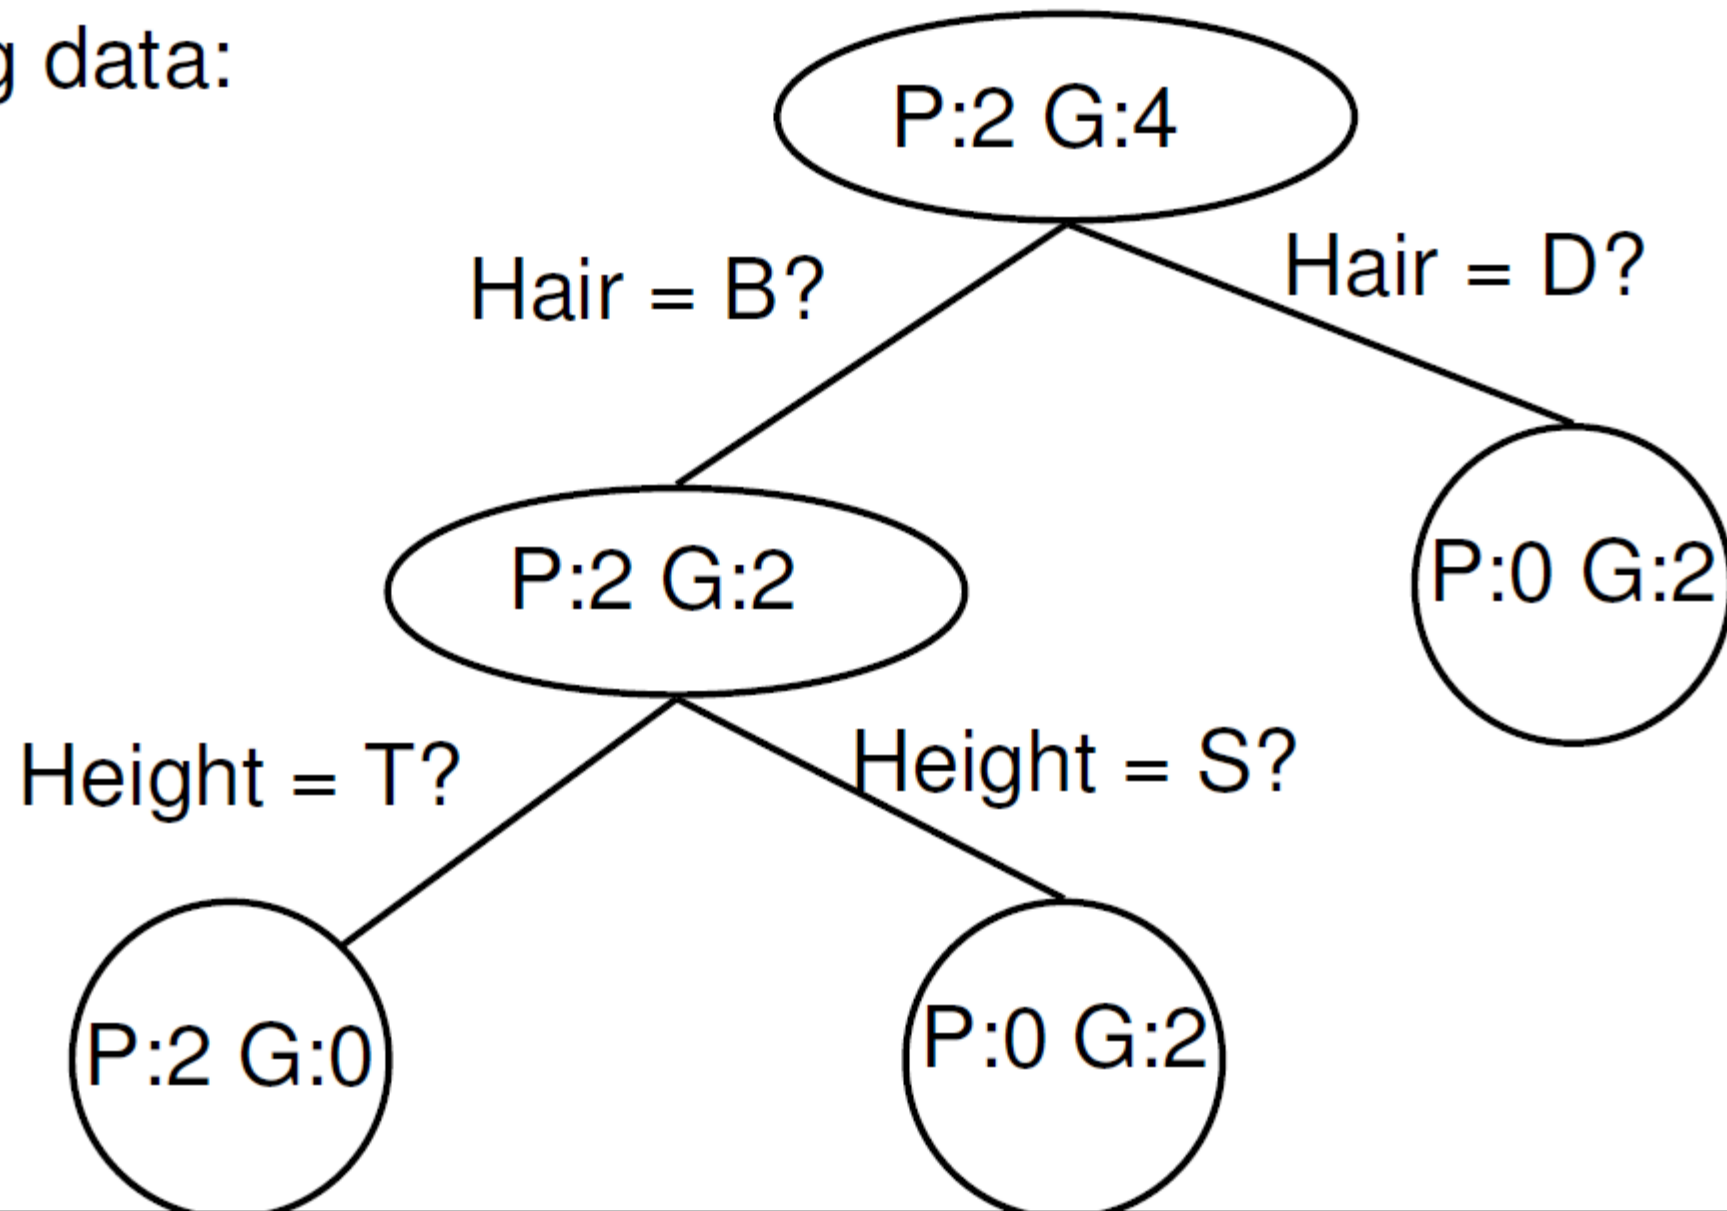 g data:
P:2 G:4
Hair = B?
Hair = D?
P:2 G:2
P:0 G:2
Height = T?
Height = S?
P:2 G:0
P:0 G:2